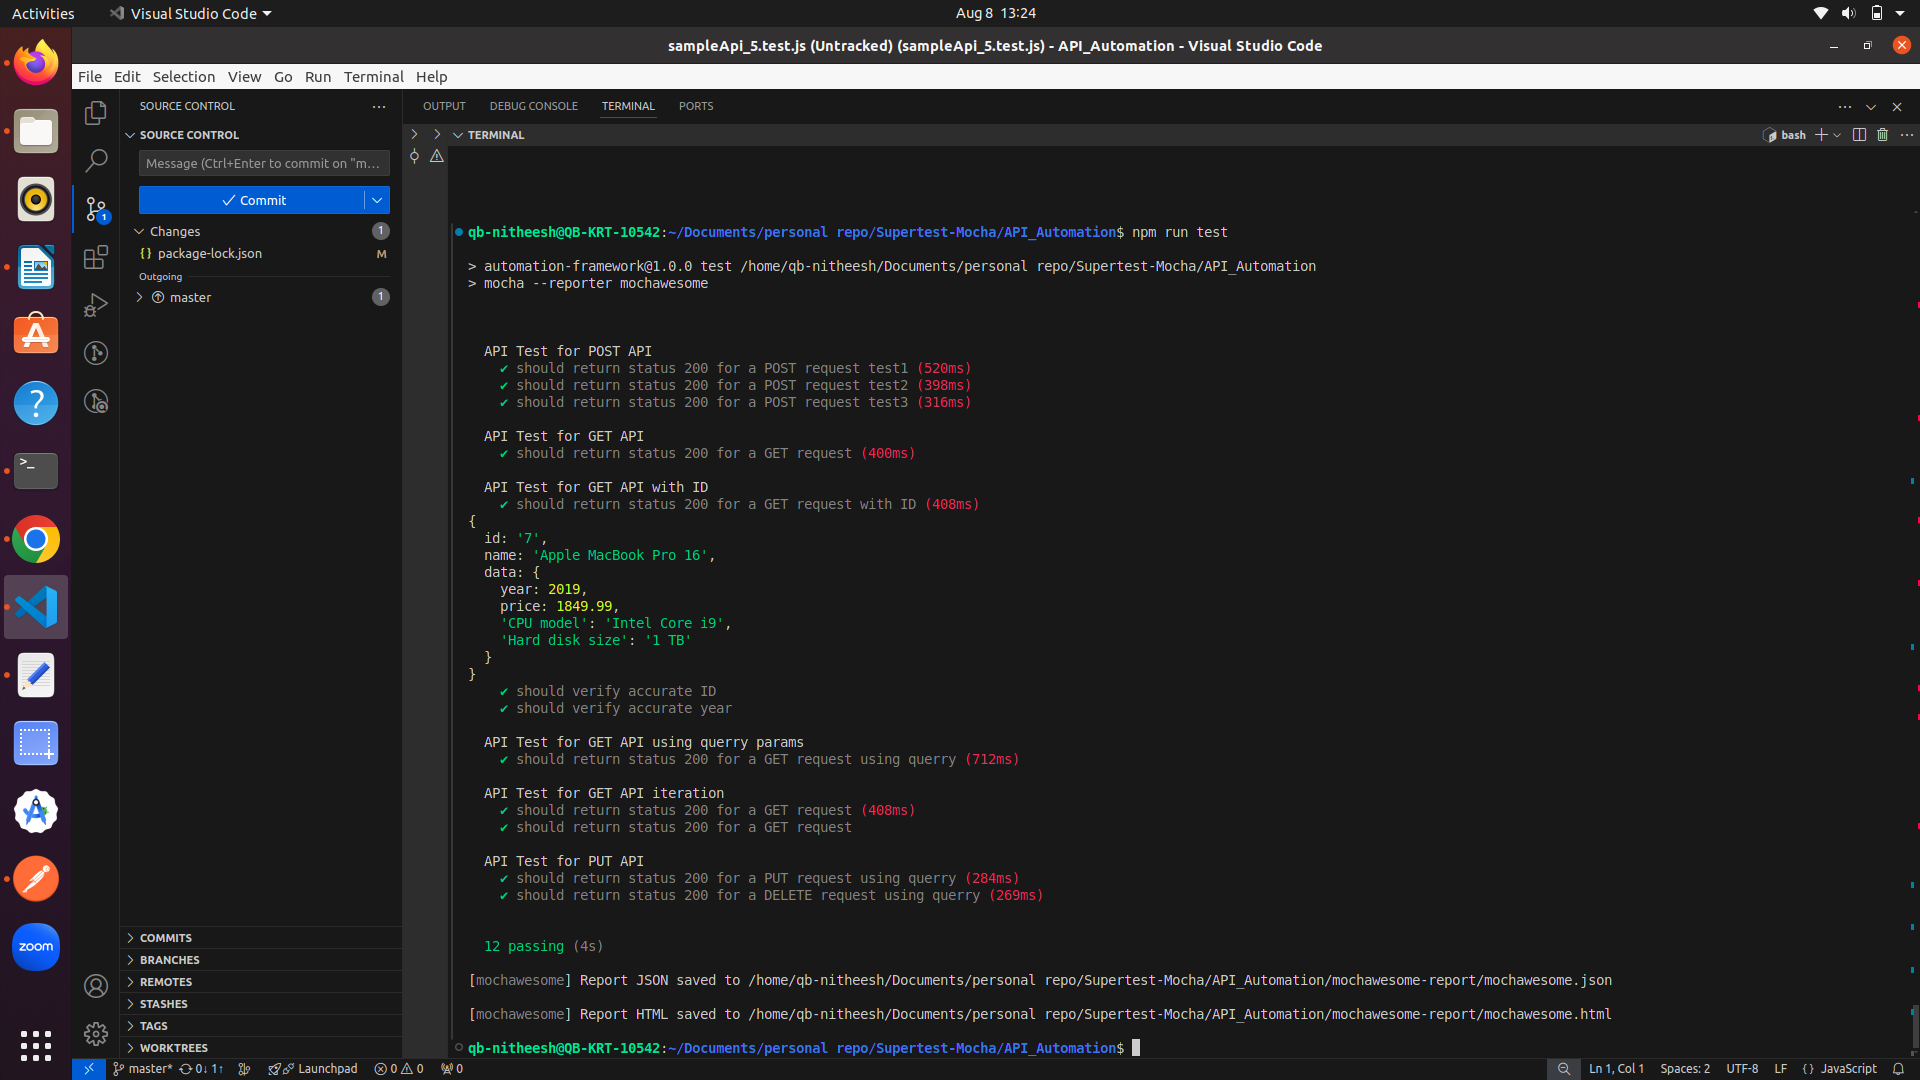 Activities
Visual Studio Code
Aug 8 13:24
sampleApi_5.test.js (Untracked) (sampleApi_5.test.js) - API_Automation - Visual Studio Code
File Edit Selection View Go Run Terminal Help
SOURCE CONTROL
SOURCE CONTROL
Message (Ctrl+Enter to commit on "m...
Commit
1
Changes 1
{} package-lock.json M
Outgoing
master 1
COMMITS
BRANCHES
REMOTES
STASHES
TAGS
WORKTREES
OUTPUT DEBUG CONSOLE TERMINAL PORTS
TERMINAL
bash
qb-nitheesh@QB-KRT-10542:~/Documents/personal repo/Supertest-Mocha/API_Automation$ npm run test
> automation-framework@1.0.0 test /home/qb-nitheesh/Documents/personal repo/Supertest-Mocha/API_Automation
> mocha --reporter mochawesome
API Test for POST API
✔ should return status 200 for a POST request test1 (520ms)
✔ should return status 200 for a POST request test2 (398ms)
✔ should return status 200 for a POST request test3 (316ms)
API Test for GET API
✔ should return status 200 for a GET request (400ms)
API Test for GET API with ID
✔ should return status 200 for a GET request with ID (408ms)
{
id: '7',
name: 'Apple MacBook Pro 16',
data: {
year: 2019,
price: 1849.99,
'CPU model': 'Intel Core i9',
'Hard disk size': '1 TB'
}
}
✔ should verify accurate ID
✔ should verify accurate year
API Test for GET API using querry params
✔ should return status 200 for a GET request using querry (712ms)
API Test for GET API iteration
✔ should return status 200 for a GET request (408ms)
✔ should return status 200 for a GET request
API Test for PUT API
✔ should return status 200 for a PUT request using querry (284ms)
✔ should return status 200 for a DELETE request using querry (269ms)
12 passing (4s)
[mochawesome] Report JSON saved to /home/qb-nitheesh/Documents/personal repo/Supertest-Mocha/API_Automation/mochawesome-report/mochawesome.json
[mochawesome] Report HTML saved to /home/qb-nitheesh/Documents/personal repo/Supertest-Mocha/API_Automation/mochawesome-report/mochawesome.html
qb-nitheesh@QB-KRT-10542:~/Documents/personal repo/Supertest-Mocha/API_Automation$
zoom
master* 0↓ 1↑ Launchpad 0 0 0
Ln 1, Col 1 Spaces: 2 UTF-8 LF {} JavaScript